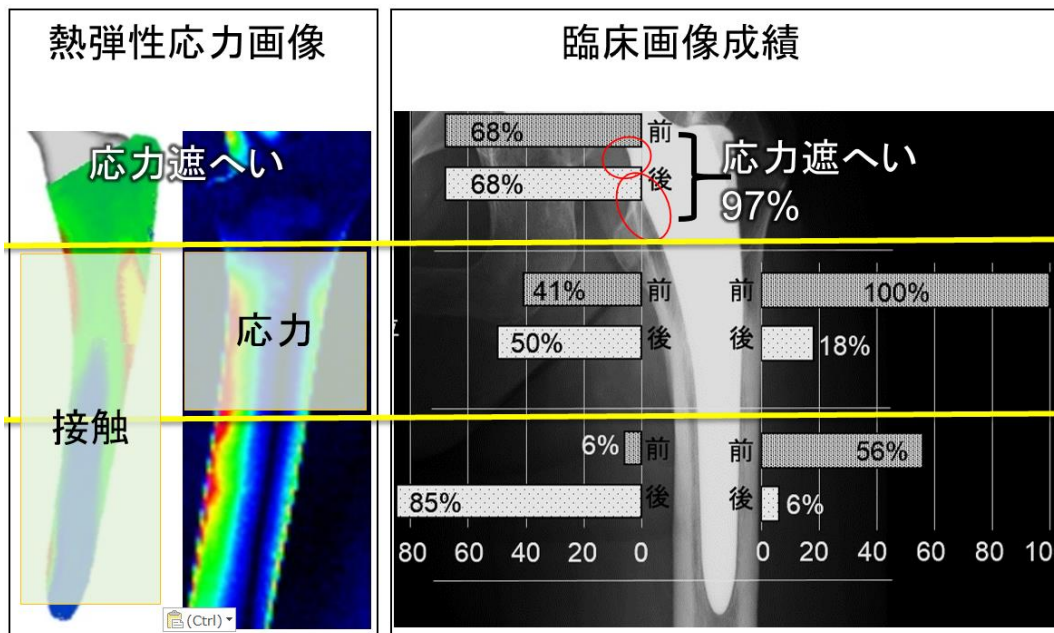 熱弾性応力画像
臨床画像成績
応力遮へい
応力
接触
(Ctrl)
68%
前
68%
後
応力遮へい
97%
41%
前
前
100%
50%
後
後
18%
6%
前
前
56%
85%
後
後
6%
80 60 40 20 0
0 20 40 60 80 10